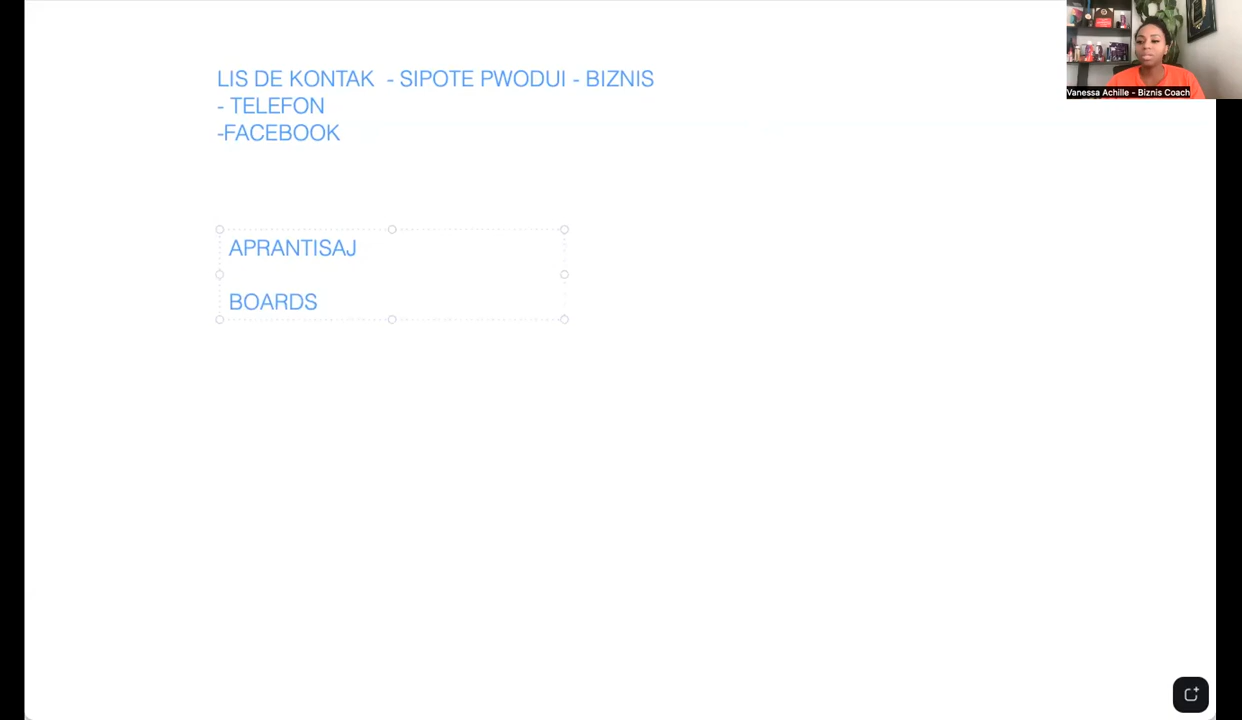 LIS DE KONTAK - SIPOTE PWODUI - BIZNIS
- TELEFON
-FACEBOOK
APRANTISAJ
BOARDS
Vanessa Achille - Biznis Coach